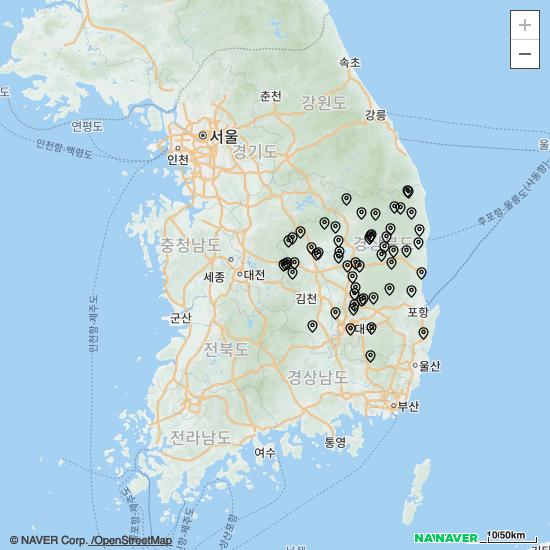 +
−
속초
춘천
강원도
강릉
도
연평도
서울
울
인천항-백령도
인천
경기도
후포항-울릉도(사동항)
경상북도
충청남도
세종
대전
인천항-제주도
김천
군산
포항
대구
전북도
경상남도
울산
부산
전라남도
통영
여수
© NAVER Corp. /OpenStreetMap
NAVER
10/50km